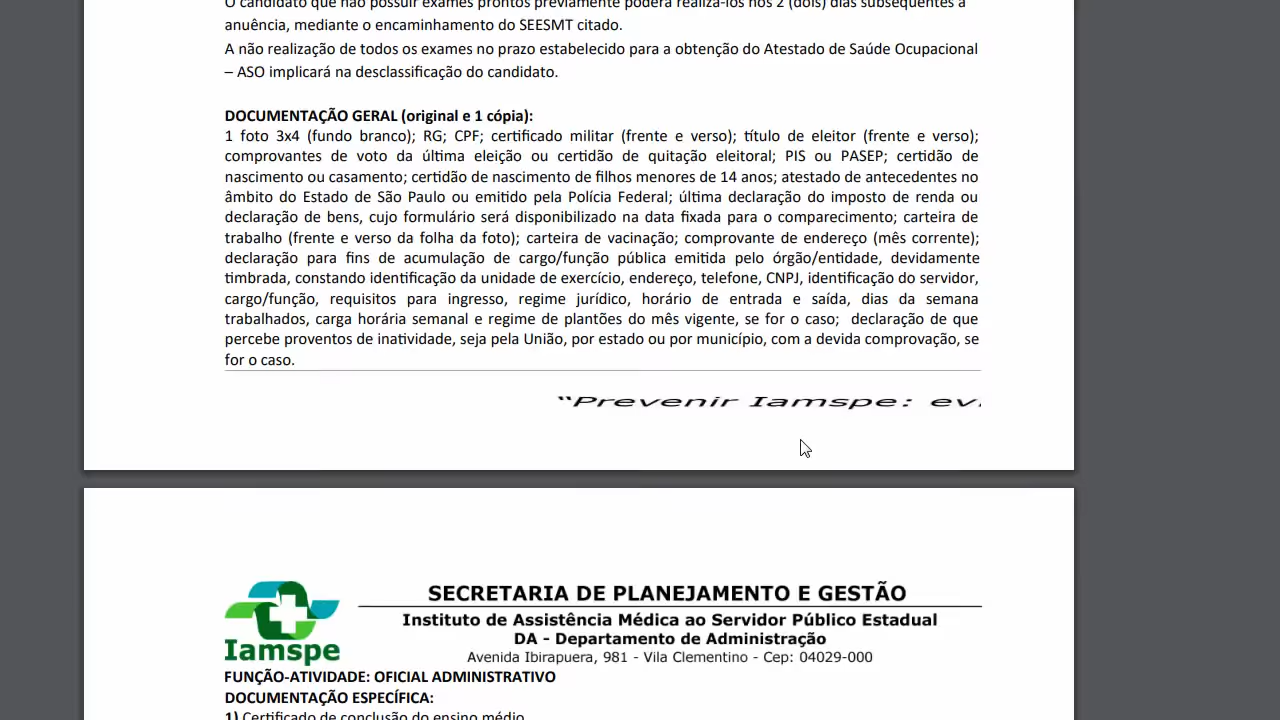 O candidato que não possuir exames prontos previamente poderá realizá-los nos 2 (dois) dias subsequentes à
anuência, mediante o encaminhamento do SEESMT citado.
A não realização de todos os exames no prazo estabelecido para a obtenção do Atestado de Saúde Ocupacional
– ASO implicará na desclassificação do candidato.
DOCUMENTAÇÃO GERAL (original e 1 cópia):
1 foto 3x4 (fundo branco); RG; CPF; certificado militar (frente e verso); título de eleitor (frente e verso);
comprovantes de voto da última eleição ou certidão de quitação eleitoral; PIS ou PASEP; certidão de
nascimento ou casamento; certidão de nascimento de filhos menores de 14 anos; atestado de antecedentes no
âmbito do Estado de São Paulo ou emitido pela Polícia Federal; última declaração do imposto de renda ou
declaração de bens, cujo formulário será disponibilizado na data fixada para o comparecimento; carteira de
trabalho (frente e verso da folha da foto); carteira de vacinação; comprovante de endereço (mês corrente);
declaração para fins de acumulação de cargo/função pública emitida pelo órgão/entidade, devidamente
timbrada, constando identificação da unidade de exercício, endereço, telefone, CNPJ, identificação do servidor,
cargo/função, requisitos para ingresso, regime jurídico, horário de entrada e saída, dias da semana
trabalhados, carga horária semanal e regime de plantões do mês vigente, se for o caso; declaração de que
percebe proventos de inatividade, seja pela União, por estado ou por município, com a devida comprovação, se
for o caso.
“Prevenir Iamspe:
SECRETARIA DE PLANEJAMENTO E GESTÃO
Instituto de Assistência Médica ao Servidor Público Estadual
DA - Departamento de Administração
Avenida Ibirapuera, 981 - Vila Clementino - Cep: 04029-000
Iamspe
FUNÇÃO-ATIVIDADE: OFICIAL ADMINISTRATIVO
DOCUMENTAÇÃO ESPECÍFICA:
1) Certificado de conclusão do ensino médio